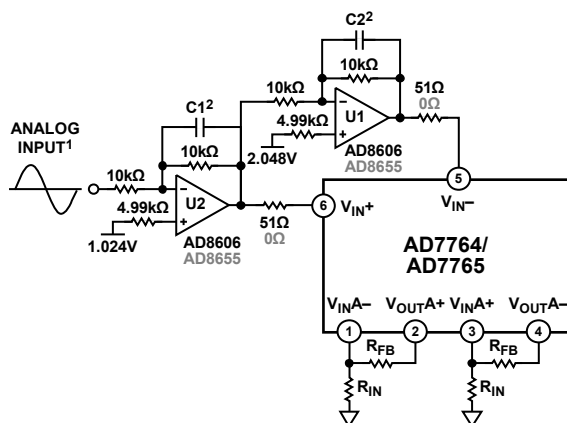 C2²
10kΩ
10kΩ
51Ω
0Ω
C1²
4.99kΩ
U1
ANALOG
INPUT¹
10kΩ
2.048V
AD8606
AD8655
10kΩ
5
4.99kΩ
U2
51Ω
0Ω
6
VIN+
VIN–
1.024V
AD8606
AD8655
AD7764/
AD7765
VINA–
VOUTA+
VINA+
VOUTA–
1
2
3
4
RFB
RFB
RIN
RIN